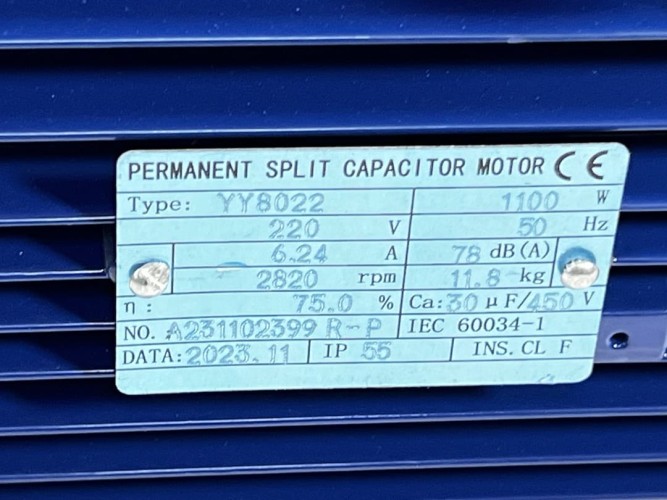 PERMANENT SPLIT CAPACITOR MOTOR CE
Type: YY8022 1100 W
220 V 50 Hz
6.24 A 78 dB(A)
2820 rpm 11.8 kg
η: 75.0 % Ca:30 μF/450 V
NO. A231102399 R-P IEC 60034-1
DATA:2023.11 IP 55 INS.CL F